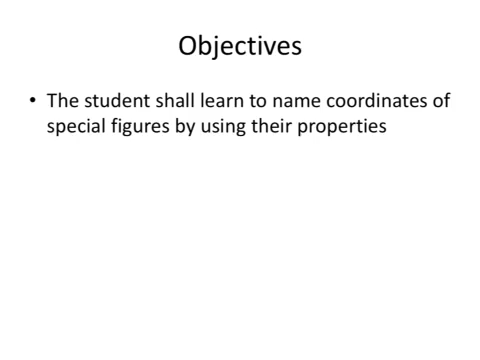 Objectives
• The student shall learn to name coordinates of
special figures by using their properties